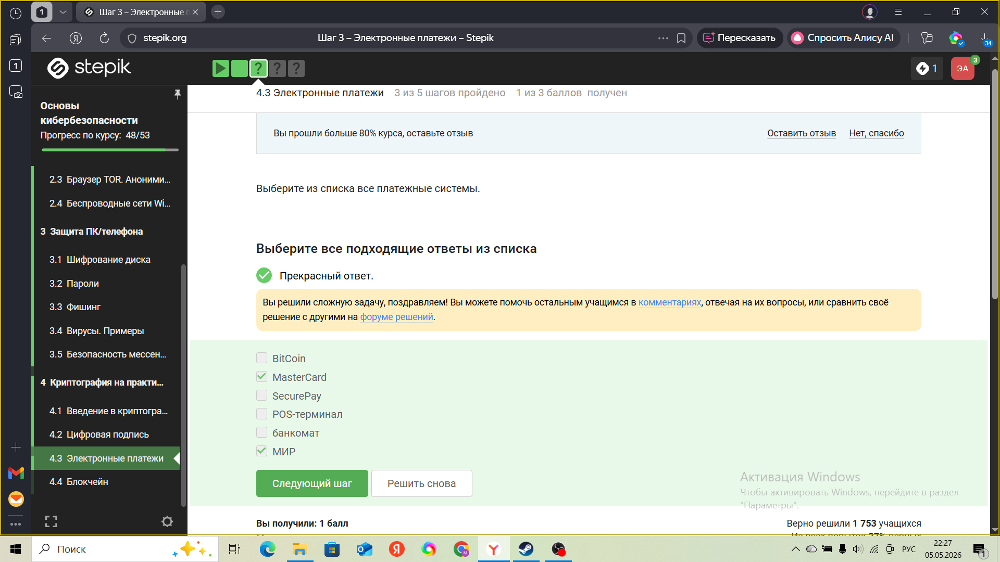 1
Шаг 3 – Электронные п
stepik.org
Шаг 3 – Электронные платежи – Stepik
Пересказать
Спросить Алису AI
34
1
stepik
?
?
?
1
ЭА
3
Основы
кибербезопасности
Прогресс по курсу: 48/53
2.3 Браузер TOR. Аноними...
2.4 Беспроводные сети Wi...
3 Защита ПК/телефона
3.1 Шифрование диска
3.2 Пароли
3.3 Фишинг
3.4 Вирусы. Примеры
3.5 Безопасность мессен...
4 Криптография на практи...
4.1 Введение в криптогра...
4.2 Цифровая подпись
4.3 Электронные платежи
4.4 Блокчейн
4.3 Электронные платежи 3 из 5 шагов пройдено 1 из 3 баллов получен
Вы прошли больше 80% курса, оставьте отзыв
Оставить отзыв
Нет, спасибо
Выберите из списка все платежные системы.
Выберите все подходящие ответы из списка
Прекрасный ответ.
Вы решили сложную задачу, поздравляем! Вы можете помочь остальным учащимся в комментариях, отвечая на их вопросы, или сравнить своё
решение с другими на форуме решений.
BitCoin
MasterCard
SecurePay
POS-терминал
банкомат
МИР
Следующий шаг
Решить снова
Активация Windows
Чтобы активировать Windows, перейдите в раздел
"Параметры".
Вы получили: 1 балл
Верно решили 1 753 учащихся
Поиск
РУС
22:27
05.05.2026
1